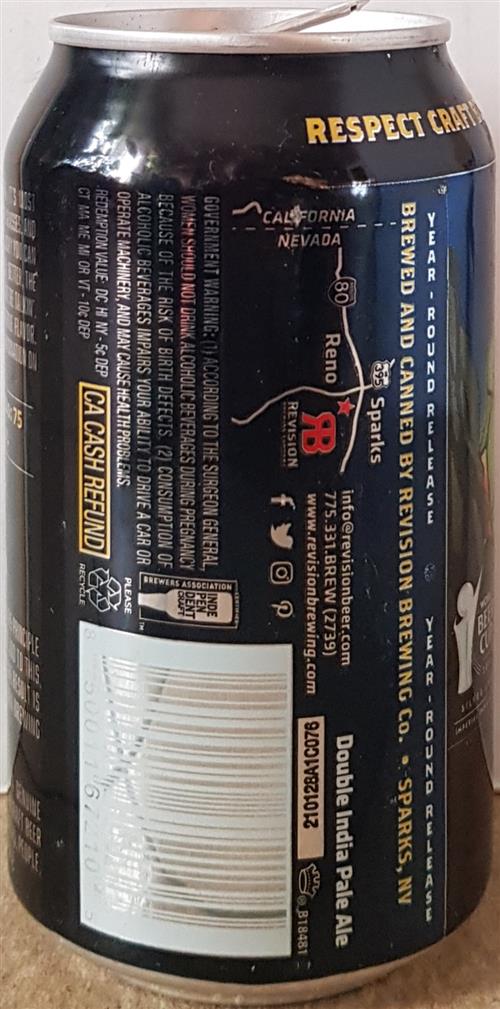 RESPECT CRAFT
YEAR-ROUND RELEASE YEAR-ROUND RELEASE
BREWED AND CANNED BY REVISION BREWING Co. • SPARKS, NV
CALIFORNIA
NEVADA
80
395
Reno
Sparks
RB
REVISION
info@revisionbeer.com
775.331.BREW (2739)
www.revisionbrewing.com
Double India Pale Ale
210128A1C076
B18481
GOVERNMENT WARNING: (1) ACCORDING TO THE SURGEON GENERAL,
WOMEN SHOULD NOT DRINK ALCOHOLIC BEVERAGES DURING PREGNANCY
BECAUSE OF THE RISK OF BIRTH DEFECTS. (2) CONSUMPTION OF
ALCOHOLIC BEVERAGES IMPAIRS YOUR ABILITY TO DRIVE A CAR OR
OPERATE MACHINERY, AND MAY CAUSE HEALTH PROBLEMS.
REDEMPTION VALUE: DC HI NY - 5¢ DEP
CT MA ME MI OR VT - 10¢ DEP
CA CASH REFUND
BREWERS ASSOCIATION
INDE
PEN
DENT
CRAFT
TM
PLEASE
RECYCLE
75